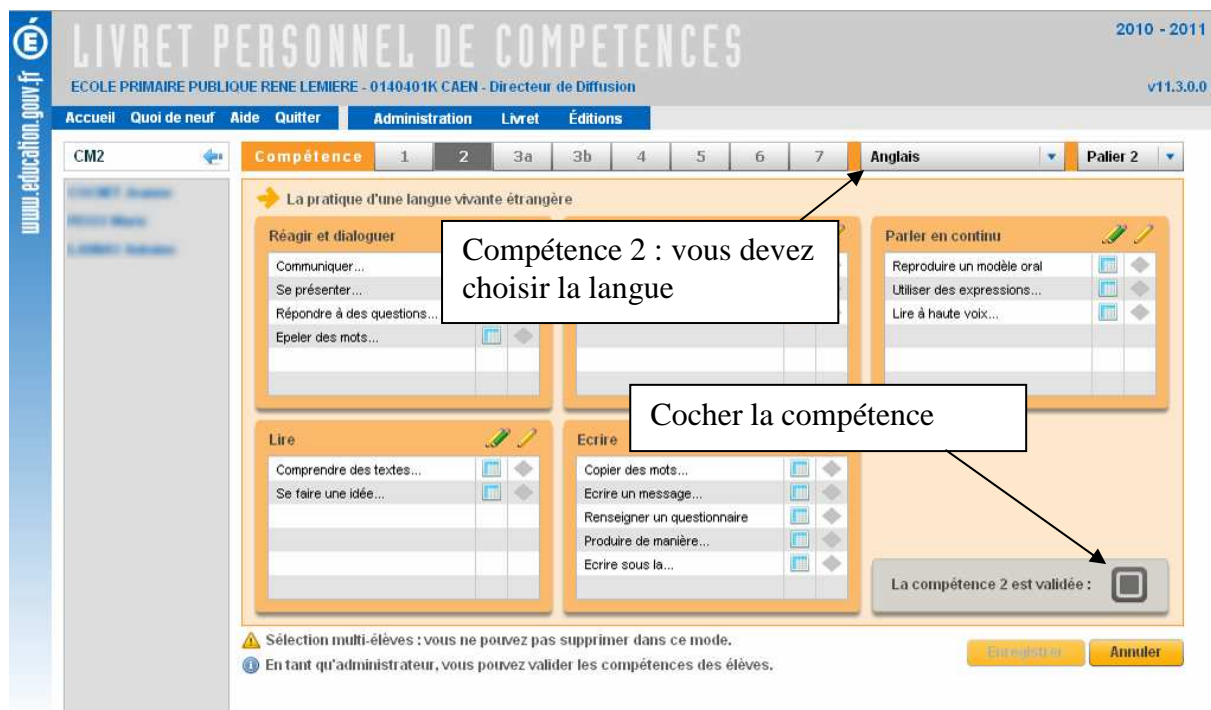 LIVRET PERSONNEL DE COMPETENCES
2010 - 2011
ECOLE PRIMAIRE PUBLIQUE RENE LEMIERE - 0140401K CAEN - Directeur de Diffusion
v11.3.0.0
www.education.gouv.fr
Accueil Quoi de neuf Aide Quitter Administration Livret Éditions
CM2
Compétence 1 2 3a 3b 4 5 6 7 Anglais Palier 2
La pratique d'une langue vivante étrangère
Réagir et dialoguer
Communiquer...
Se présenter...
Répondre à des questions...
Epeler des mots...
Compétence 2 : vous devez
choisir la langue
Parler en continu
Reproduire un modèle oral
Utiliser des expressions...
Lire à haute voix...
Cocher la compétence
Lire
Comprendre des textes...
Se faire une idée...
Ecrire
Copier des mots...
Ecrire un message...
Renseigner un questionnaire
Produire de manière...
Ecrire sous la...
La compétence 2 est validée :
Sélection multi-élèves : vous ne pouvez pas supprimer dans ce mode.
En tant qu'administrateur, vous pouvez valider les compétences des élèves.
Enregistrer
Annuler